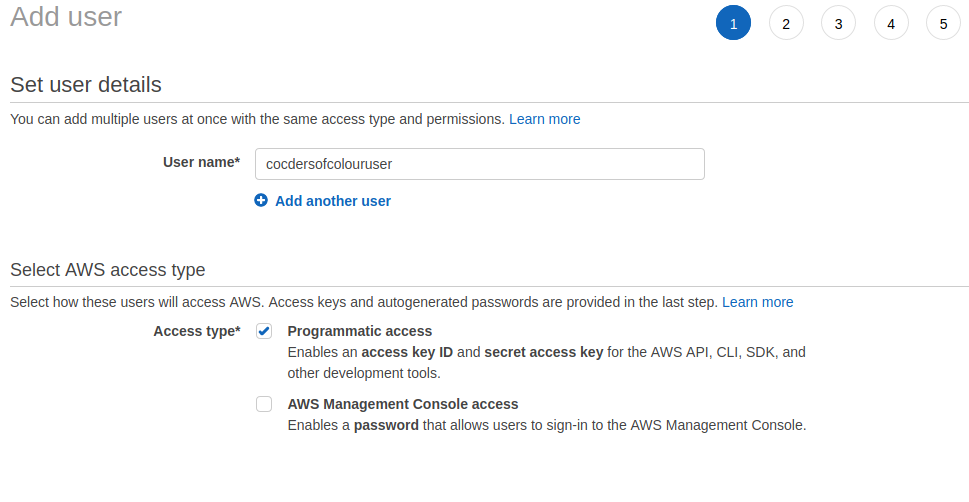 Add user
1 2 3 4 5
Set user details
You can add multiple users at once with the same access type and permissions. Learn more
User name* cocdersofcolouruser
Add another user
Select AWS access type
Select how these users will access AWS. Access keys and autogenerated passwords are provided in the last step. Learn more
Access type* Programmatic access
Enables an access key ID and secret access key for the AWS API, CLI, SDK, and
other development tools.
AWS Management Console access
Enables a password that allows users to sign-in to the AWS Management Console.